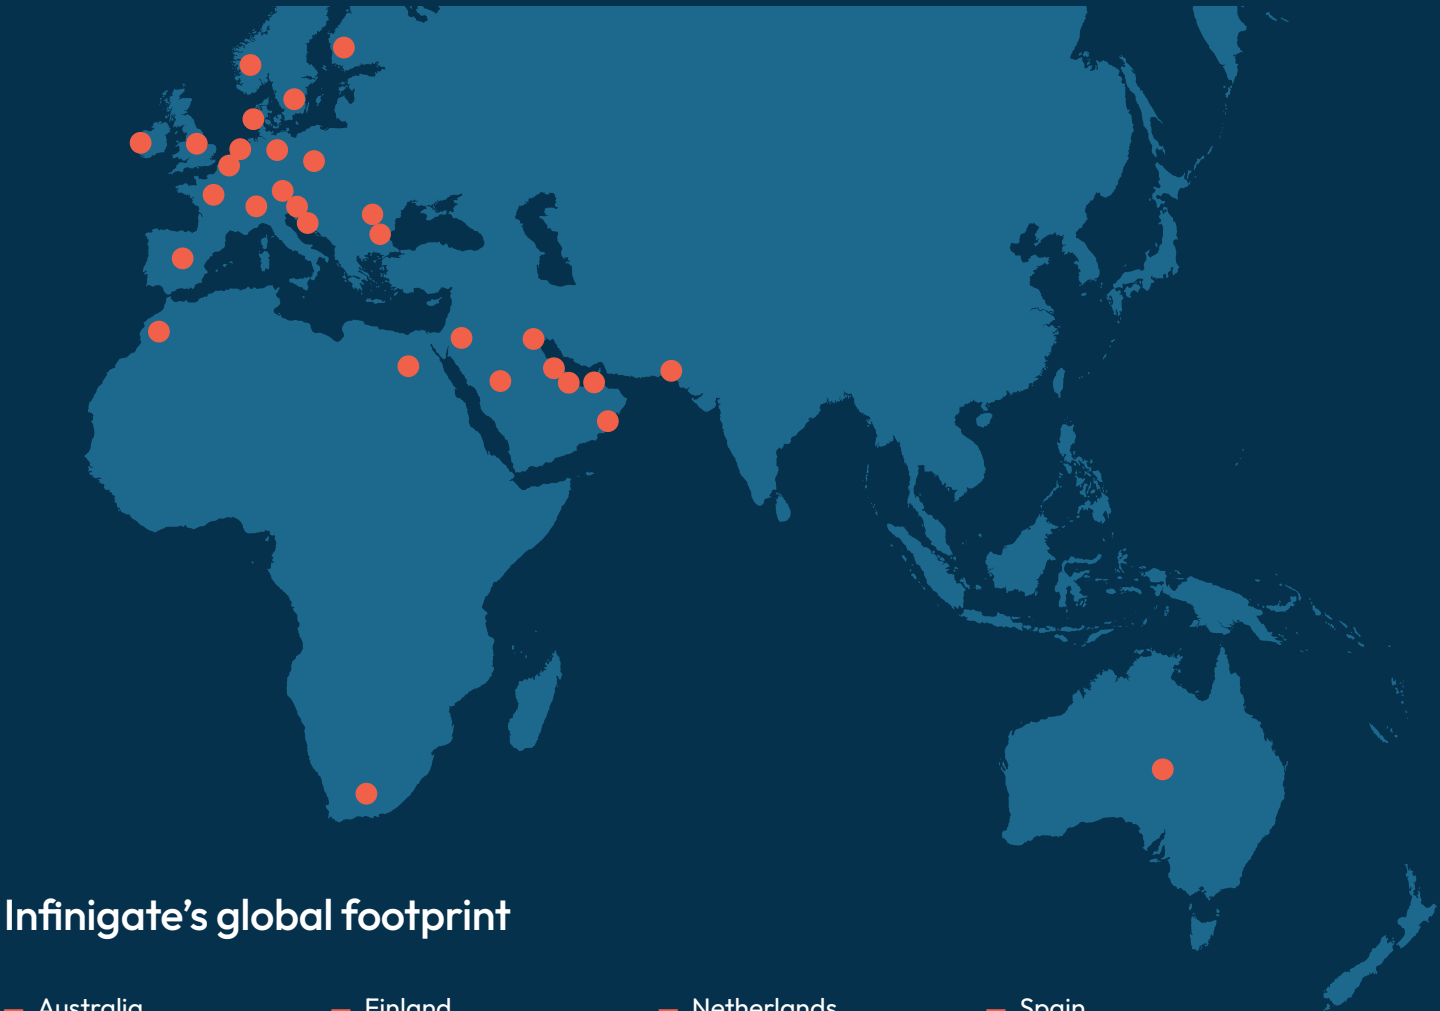 Infinigate’s global footprint
Australia
Finland
Netherlands
Spain